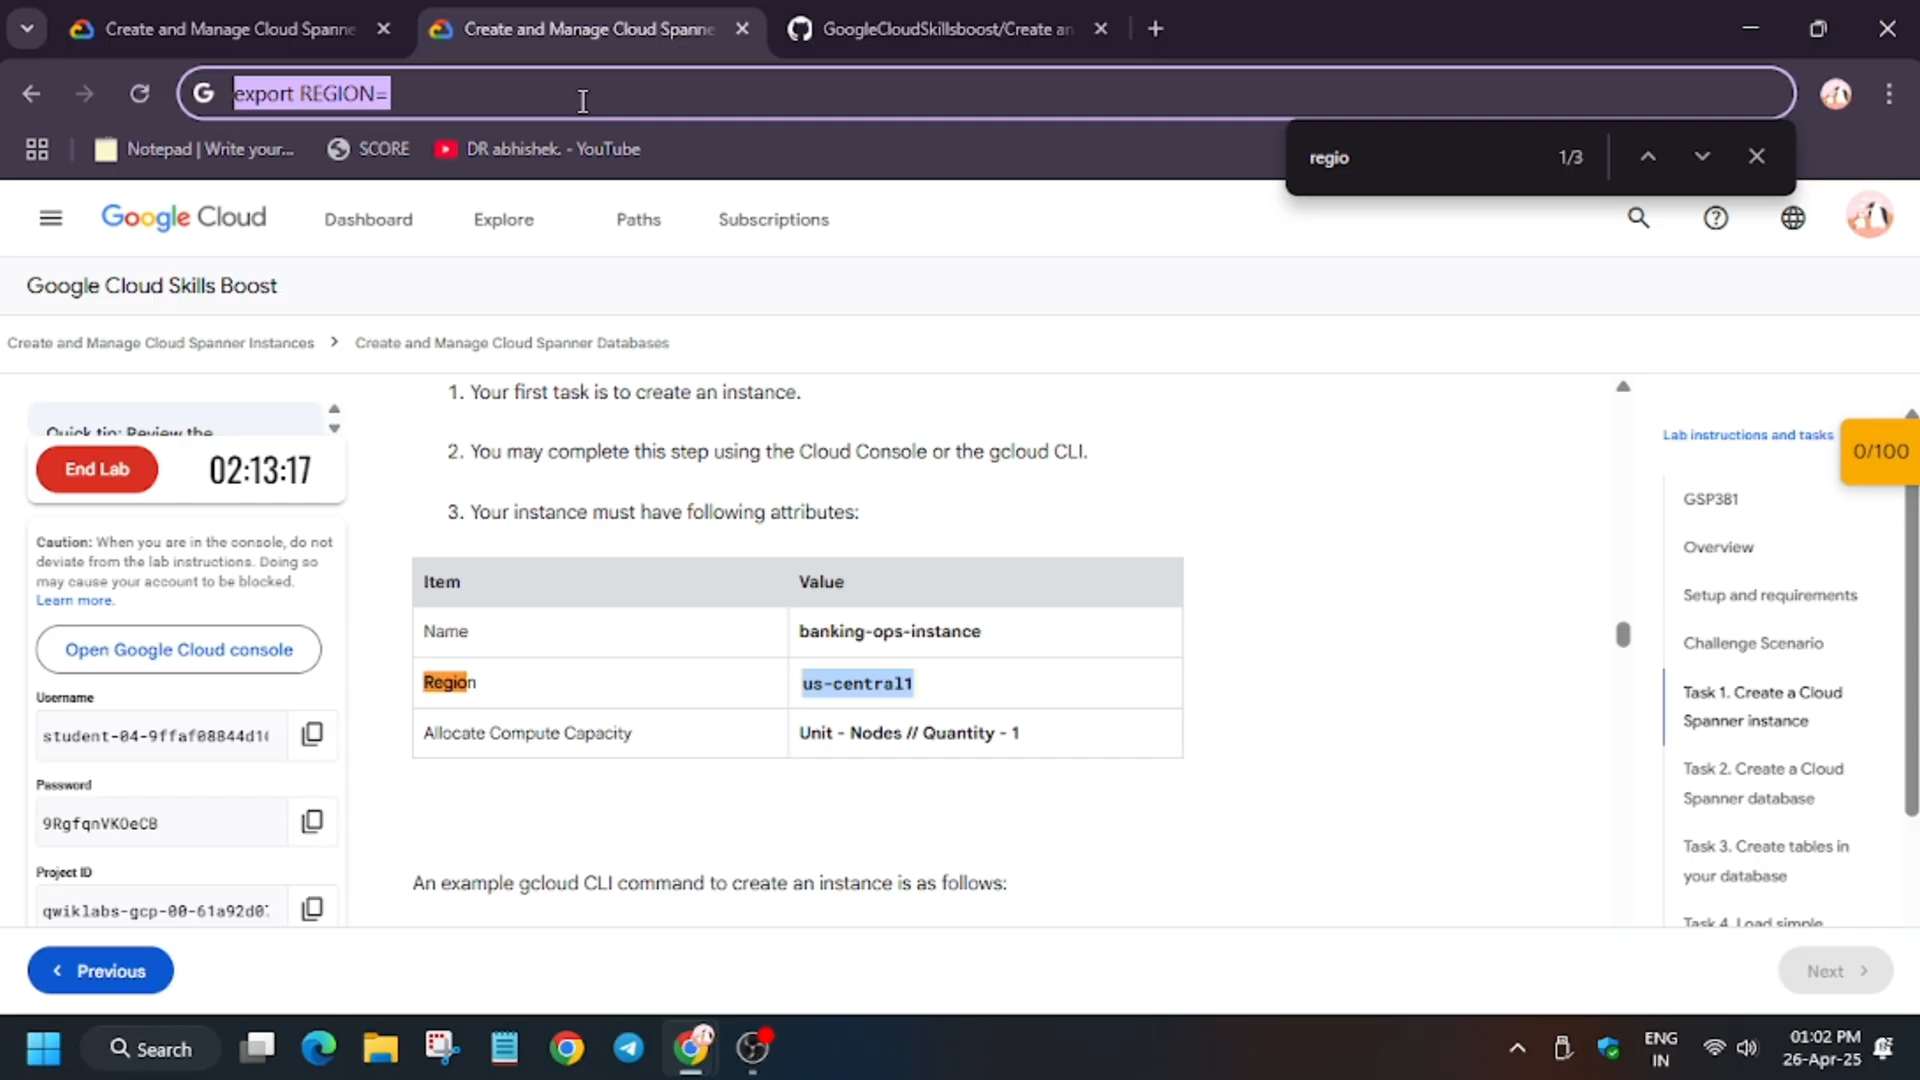 Create and Manage Cloud Spanne
Create and Manage Cloud Spanne
GoogleCloudSkillsboost/Create an
export REGION=
Notepad | Write your...
SCORE
DR abhishek. - YouTube
regio
1/3
Google Cloud
Dashboard
Explore
Paths
Subscriptions
Google Cloud Skills Boost
Create and Manage Cloud Spanner Instances
Create and Manage Cloud Spanner Databases
Quick tip: Review the
End Lab
02:13:17
Caution: When you are in the console, do not
deviate from the lab instructions. Doing so
may cause your account to be blocked.
Learn more.
Open Google Cloud console
Username
student-04-9ffaf08844d1
Password
9RgfqnVKOeCB
Project ID
qwiklabs-gcp-00-61a92d0
1. Your first task is to create an instance.
2. You may complete this step using the Cloud Console or the gcloud CLI.
3. Your instance must have following attributes:
Item Value
Name banking-ops-instance
Region us-central1
Allocate Compute Capacity Unit - Nodes // Quantity - 1
An example gcloud CLI command to create an instance is as follows:
Lab instructions and tasks
0/100
GSP381
Overview
Setup and requirements
Challenge Scenario
Task 1. Create a Cloud
Spanner instance
Task 2. Create a Cloud
Spanner database
Task 3. Create tables in
your database
Task 4. Load simple
Previous
Next
Search
ENG
IN
01:02 PM
26-Apr-25